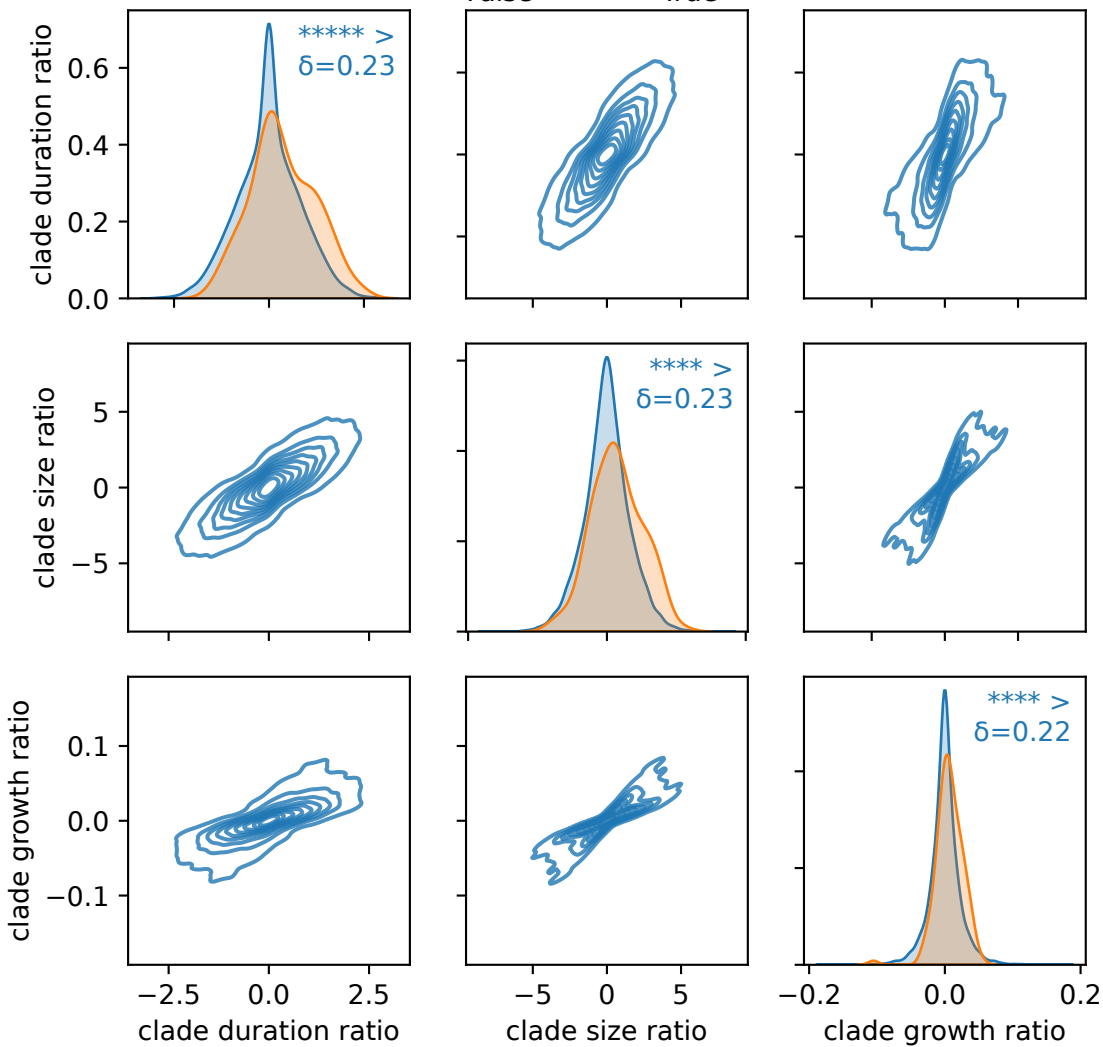 clade duration ratio
0.6
0.4
0.2
0.0
***** >
δ=0.23
clade size ratio
5
0
−5
**** >
δ=0.23
clade growth ratio
0.1
0.0
−0.1
**** >
δ=0.22
−2.5 0.0 2.5
−5 0 5
−0.2 0.0 0.2
clade duration ratio
clade size ratio
clade growth ratio